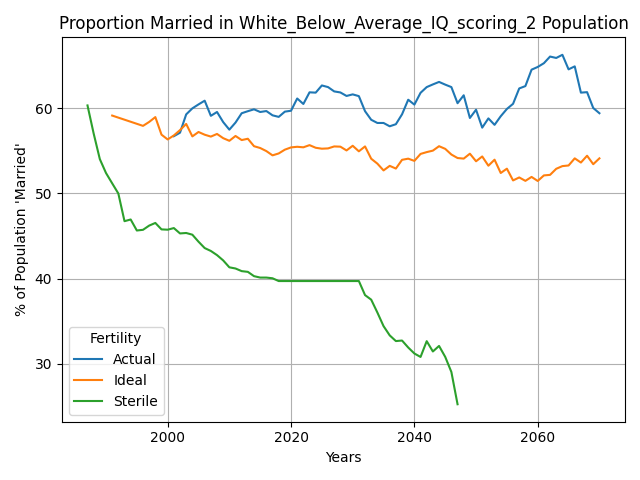 Proportion Married in White_Below_Average_IQ_scoring_2 Population
% of Population 'Married'
60
50
40
30
Fertility
Actual
Ideal
Sterile
2000
2020
2040
2060
Years